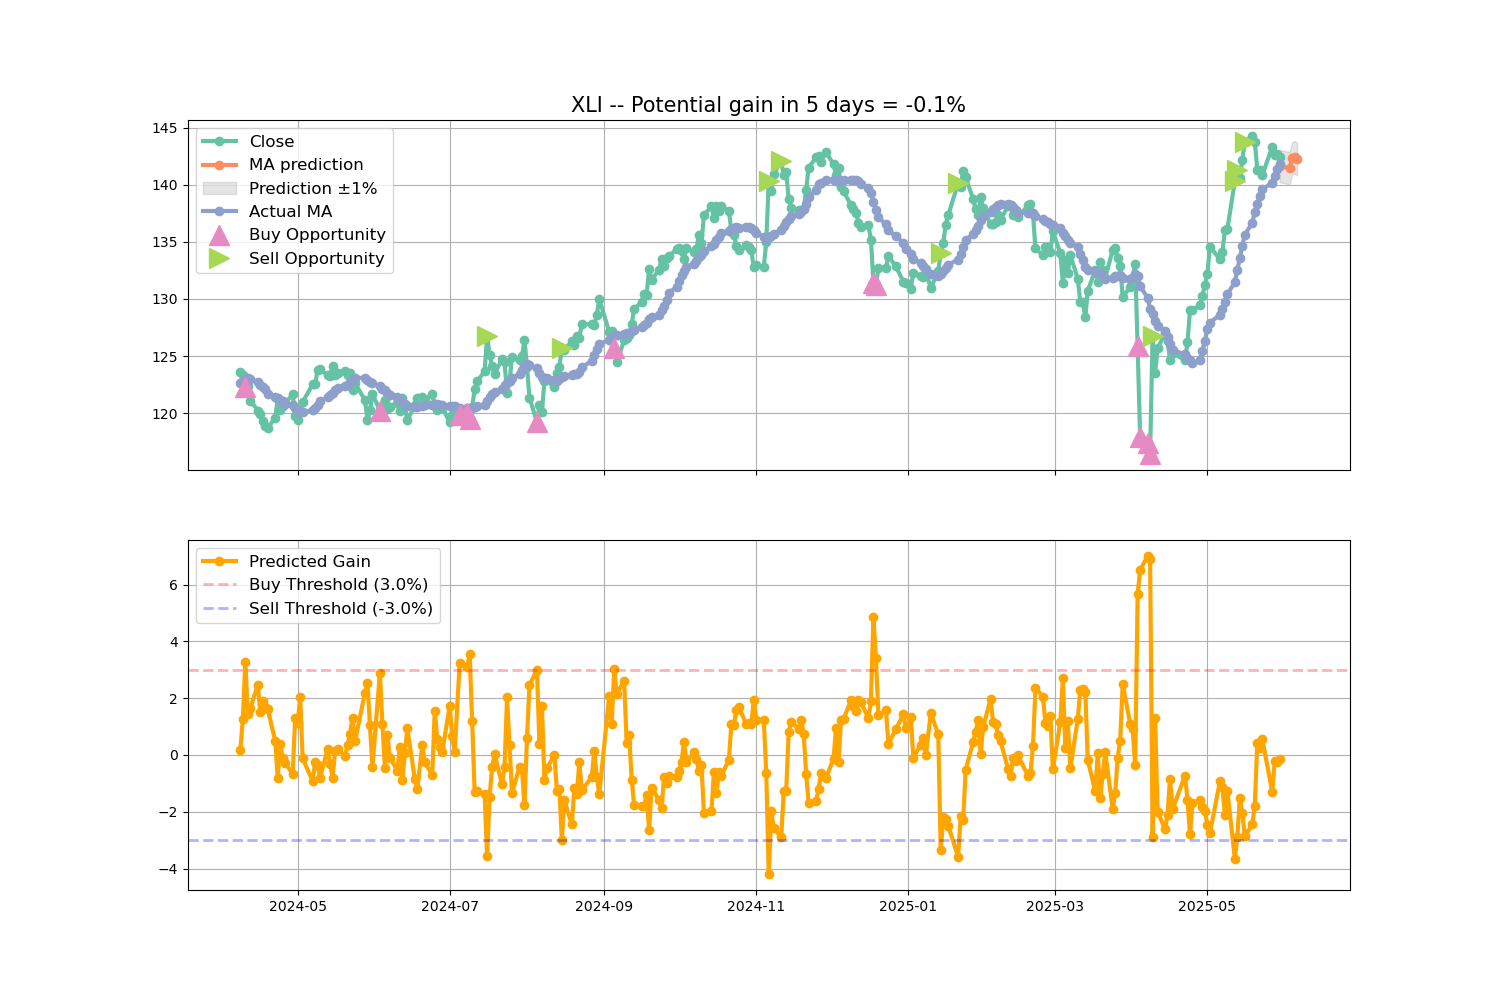 XLI -- Potential gain in 5 days = -0.1%
145
140
135
130
125
120
Close
MA prediction
Prediction ±1%
Actual MA
Buy Opportunity
Sell Opportunity
6
4
2
0
−2
−4
Predicted Gain
Buy Threshold (3.0%)
Sell Threshold (-3.0%)
2024-05
2024-07
2024-09
2024-11
2025-01
2025-03
2025-05